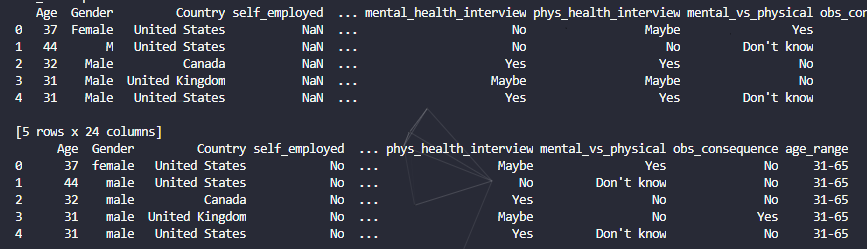 Age Gender Country self_employed ... mental_health_interview phys_health_interview mental_vs_physical
0 37 Female United States NaN ... No Maybe Yes
1 44 M United States NaN ... No No Don't know
2 32 Male Canada NaN ... Yes Yes No
3 31 Male United Kingdom NaN ... Maybe Maybe No
4 31 Male United States NaN ... Yes Yes Don't know
[5 rows x 24 columns]
Age Gender Country self_employed ... phys_health_interview mental_vs_physical obs_consequence age_range
0 37 female United States No ... Maybe Yes No 31-65
1 44 male United States No ... No Don't know No 31-65
2 32 male Canada No ... Yes No No 31-65
3 31 male United Kingdom No ... Maybe No Yes 31-65
4 31 male United States No ... Yes Don't know No 31-65